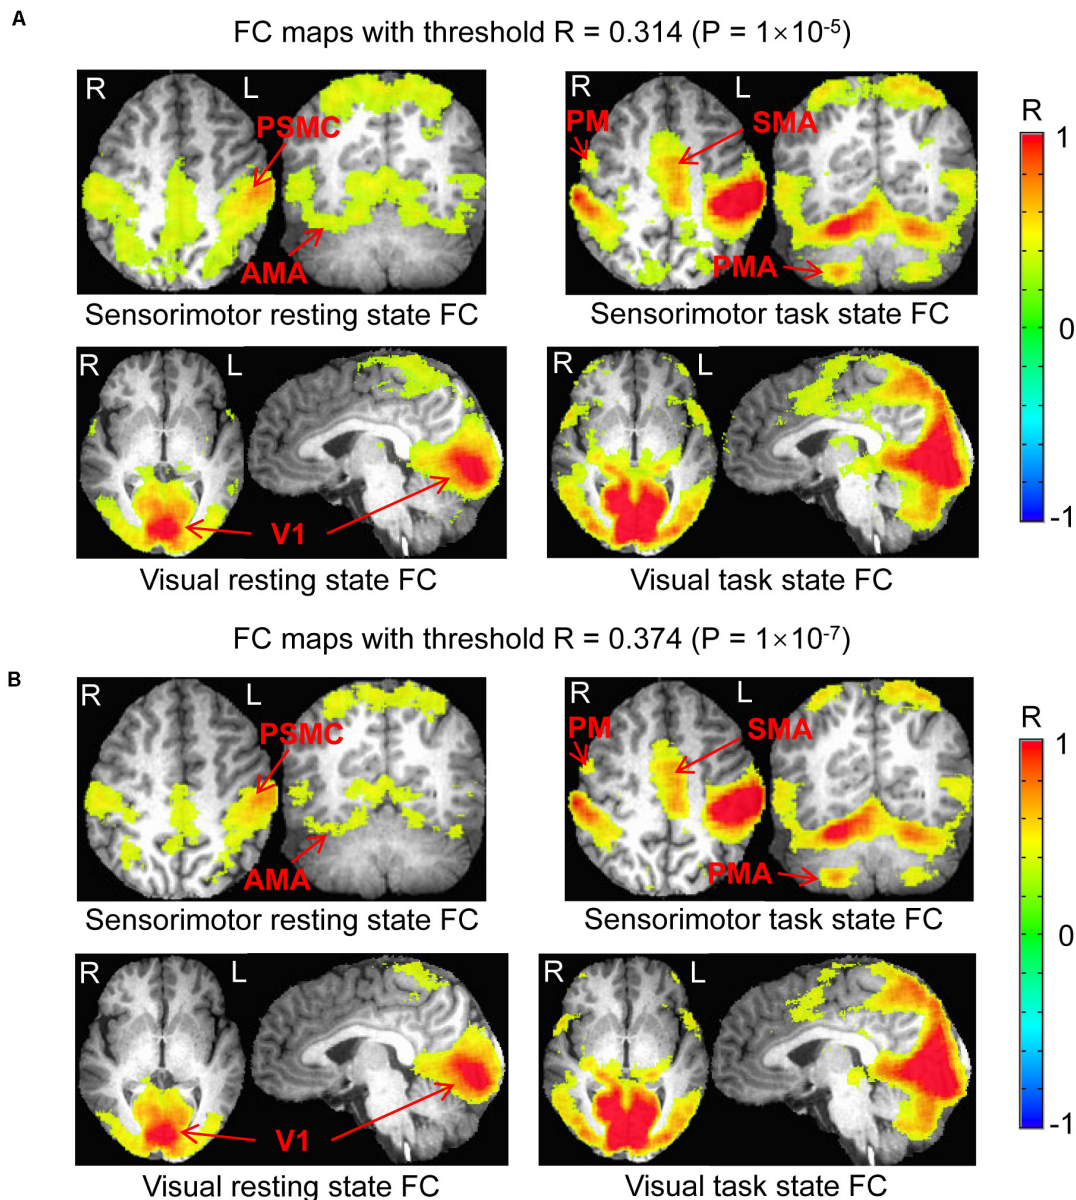 A
FC maps with threshold R = 0.314 (P = 1×10-5)
R L
PSMC
AMA
Sensorimotor resting state FC
R L
PM SMA
PMA
Sensorimotor task state FC
R
1
0
-1
R L
V1
Visual resting state FC
R L
Visual task state FC
FC maps with threshold R = 0.374 (P = 1×10-7)
B
R L
PSMC
AMA
Sensorimotor resting state FC
R L
PM SMA
PMA
Sensorimotor task state FC
R
1
0
-1
R L
V1
Visual resting state FC
R L
Visual task state FC